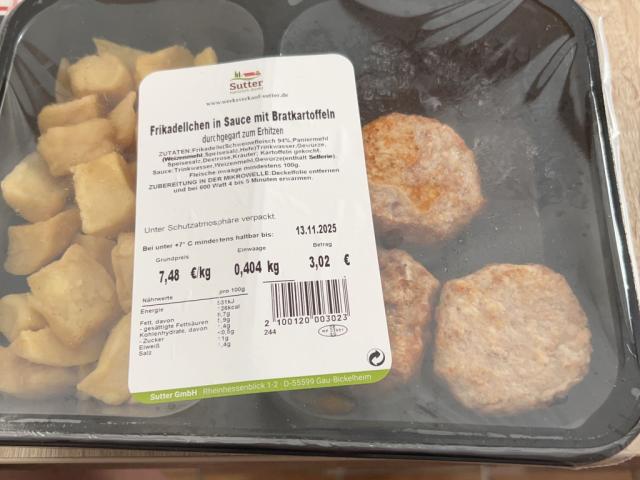 Sutter
www.werksverkauf-sutter.de
Frikadellchen in Sauce mit Bratkartoffeln
durchgegart zum Erhitzen
ZUTATEN:Frikadelle(Schweinefleisch 94%,Paniermehl
(Weizenmehl,Speisesalz,Hefe)Trinkwasser,Gewürze,
Speisesalz,Dextrose,Kräuter; Kartoffeln gekocht.
Sauce:Trinkwasser,Weizenmehl,Gewürze(enthält Sellerie).
Fleischeinwaage mindestens 100g.
ZUBEREITUNG IN DER MIKROWELLE:Deckelfolie entfernen
und bei 600 Watt 4 bis 5 Minuten erwärmen.
Unter Schutzatmosphäre verpackt.
Bei unter +7° C mindestens haltbar bis: 13.11.2025
Grundpreis Einwaage Betrag
7,48 €/kg 0,404 kg 3,02 €
Nährwerte pro 100g
Energie
Fett, davon
- gesättigte Fettsäuren
Kohlenhydrate, davon
- Zucker
Eiweiß
Salz
2 100120 003023
244
Sutter GmbH · Rheinhessenblick 1-2 · D-55599 Gau-Bickelheim